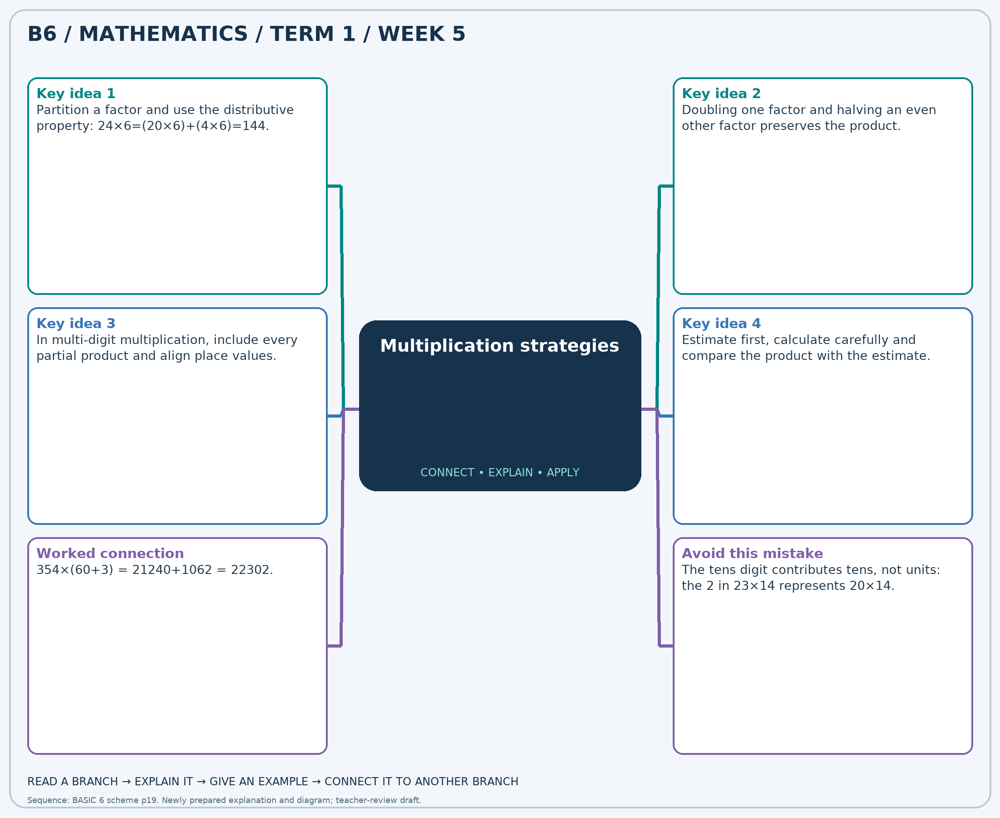 B6 / MATHEMATICS / TERM 1 / WEEK 5
Key idea 1
Partition a factor and use the distributive
property: 24×6=(20×6)+(4×6)=144.
Key idea 2
Doubling one factor and halving an even
other factor preserves the product.
Key idea 3
In multi-digit multiplication, include every
partial product and align place values.
Multiplication strategies
CONNECT • EXPLAIN • APPLY
Key idea 4
Estimate first, calculate carefully and
compare the product with the estimate.
Worked connection
354×(60+3) = 21240+1062 = 22302.
Avoid this mistake
The tens digit contributes tens, not units:
the 2 in 23×14 represents 20×14.
READ A BRANCH → EXPLAIN IT → GIVE AN EXAMPLE → CONNECT IT TO ANOTHER BRANCH
Sequence: BASIC 6 scheme p19. Newly prepared explanation and diagram; teacher-review draft.